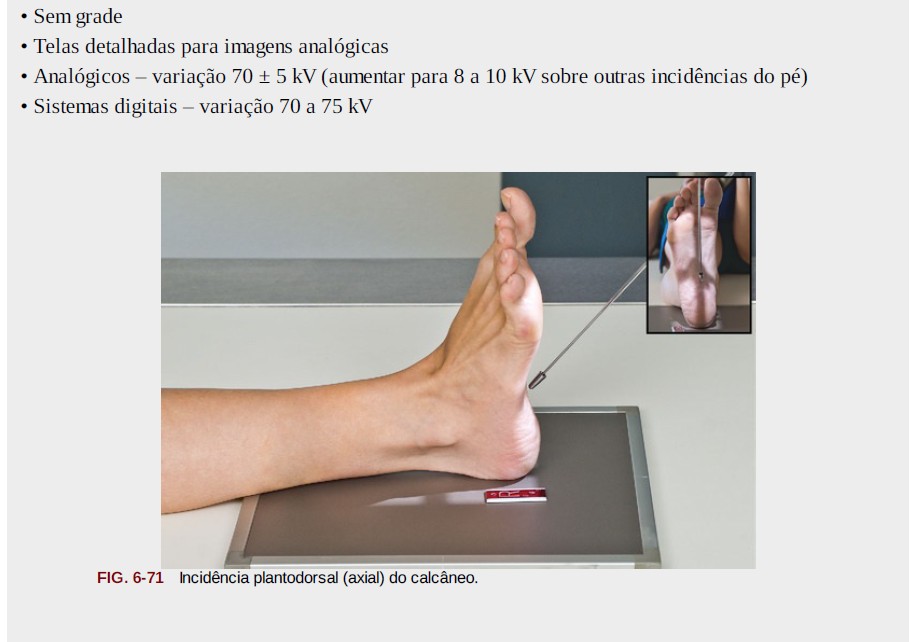 • Sem grade
• Telas detalhadas para imagens analógicas
• Analógicos – variação 70 ± 5 kV (aumentar para 8 a 10 kV sobre outras incidências do pé)
• Sistemas digitais – variação 70 a 75 kV
R
FIG. 6-71 Incidência plantodorsal (axial) do calcâneo.